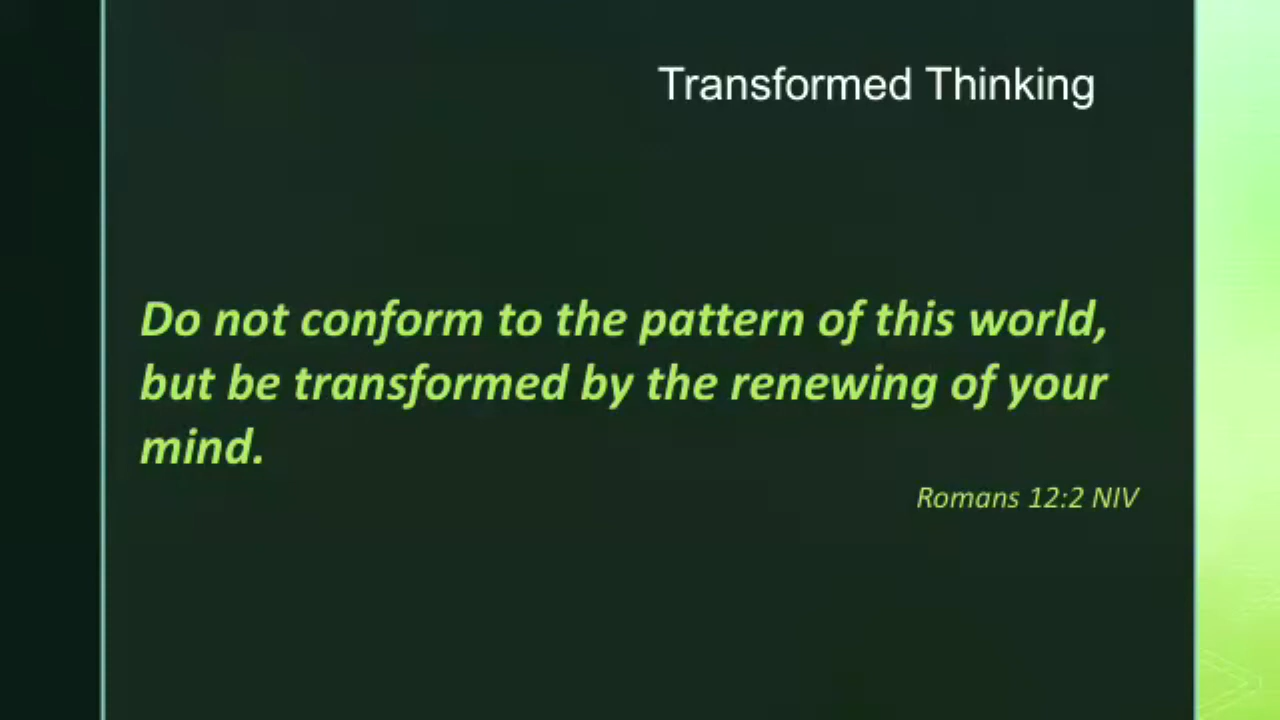 Transformed Thinking
Do not conform to the pattern of this world,
but be transformed by the renewing of your
mind.
Romans 12:2 NIV